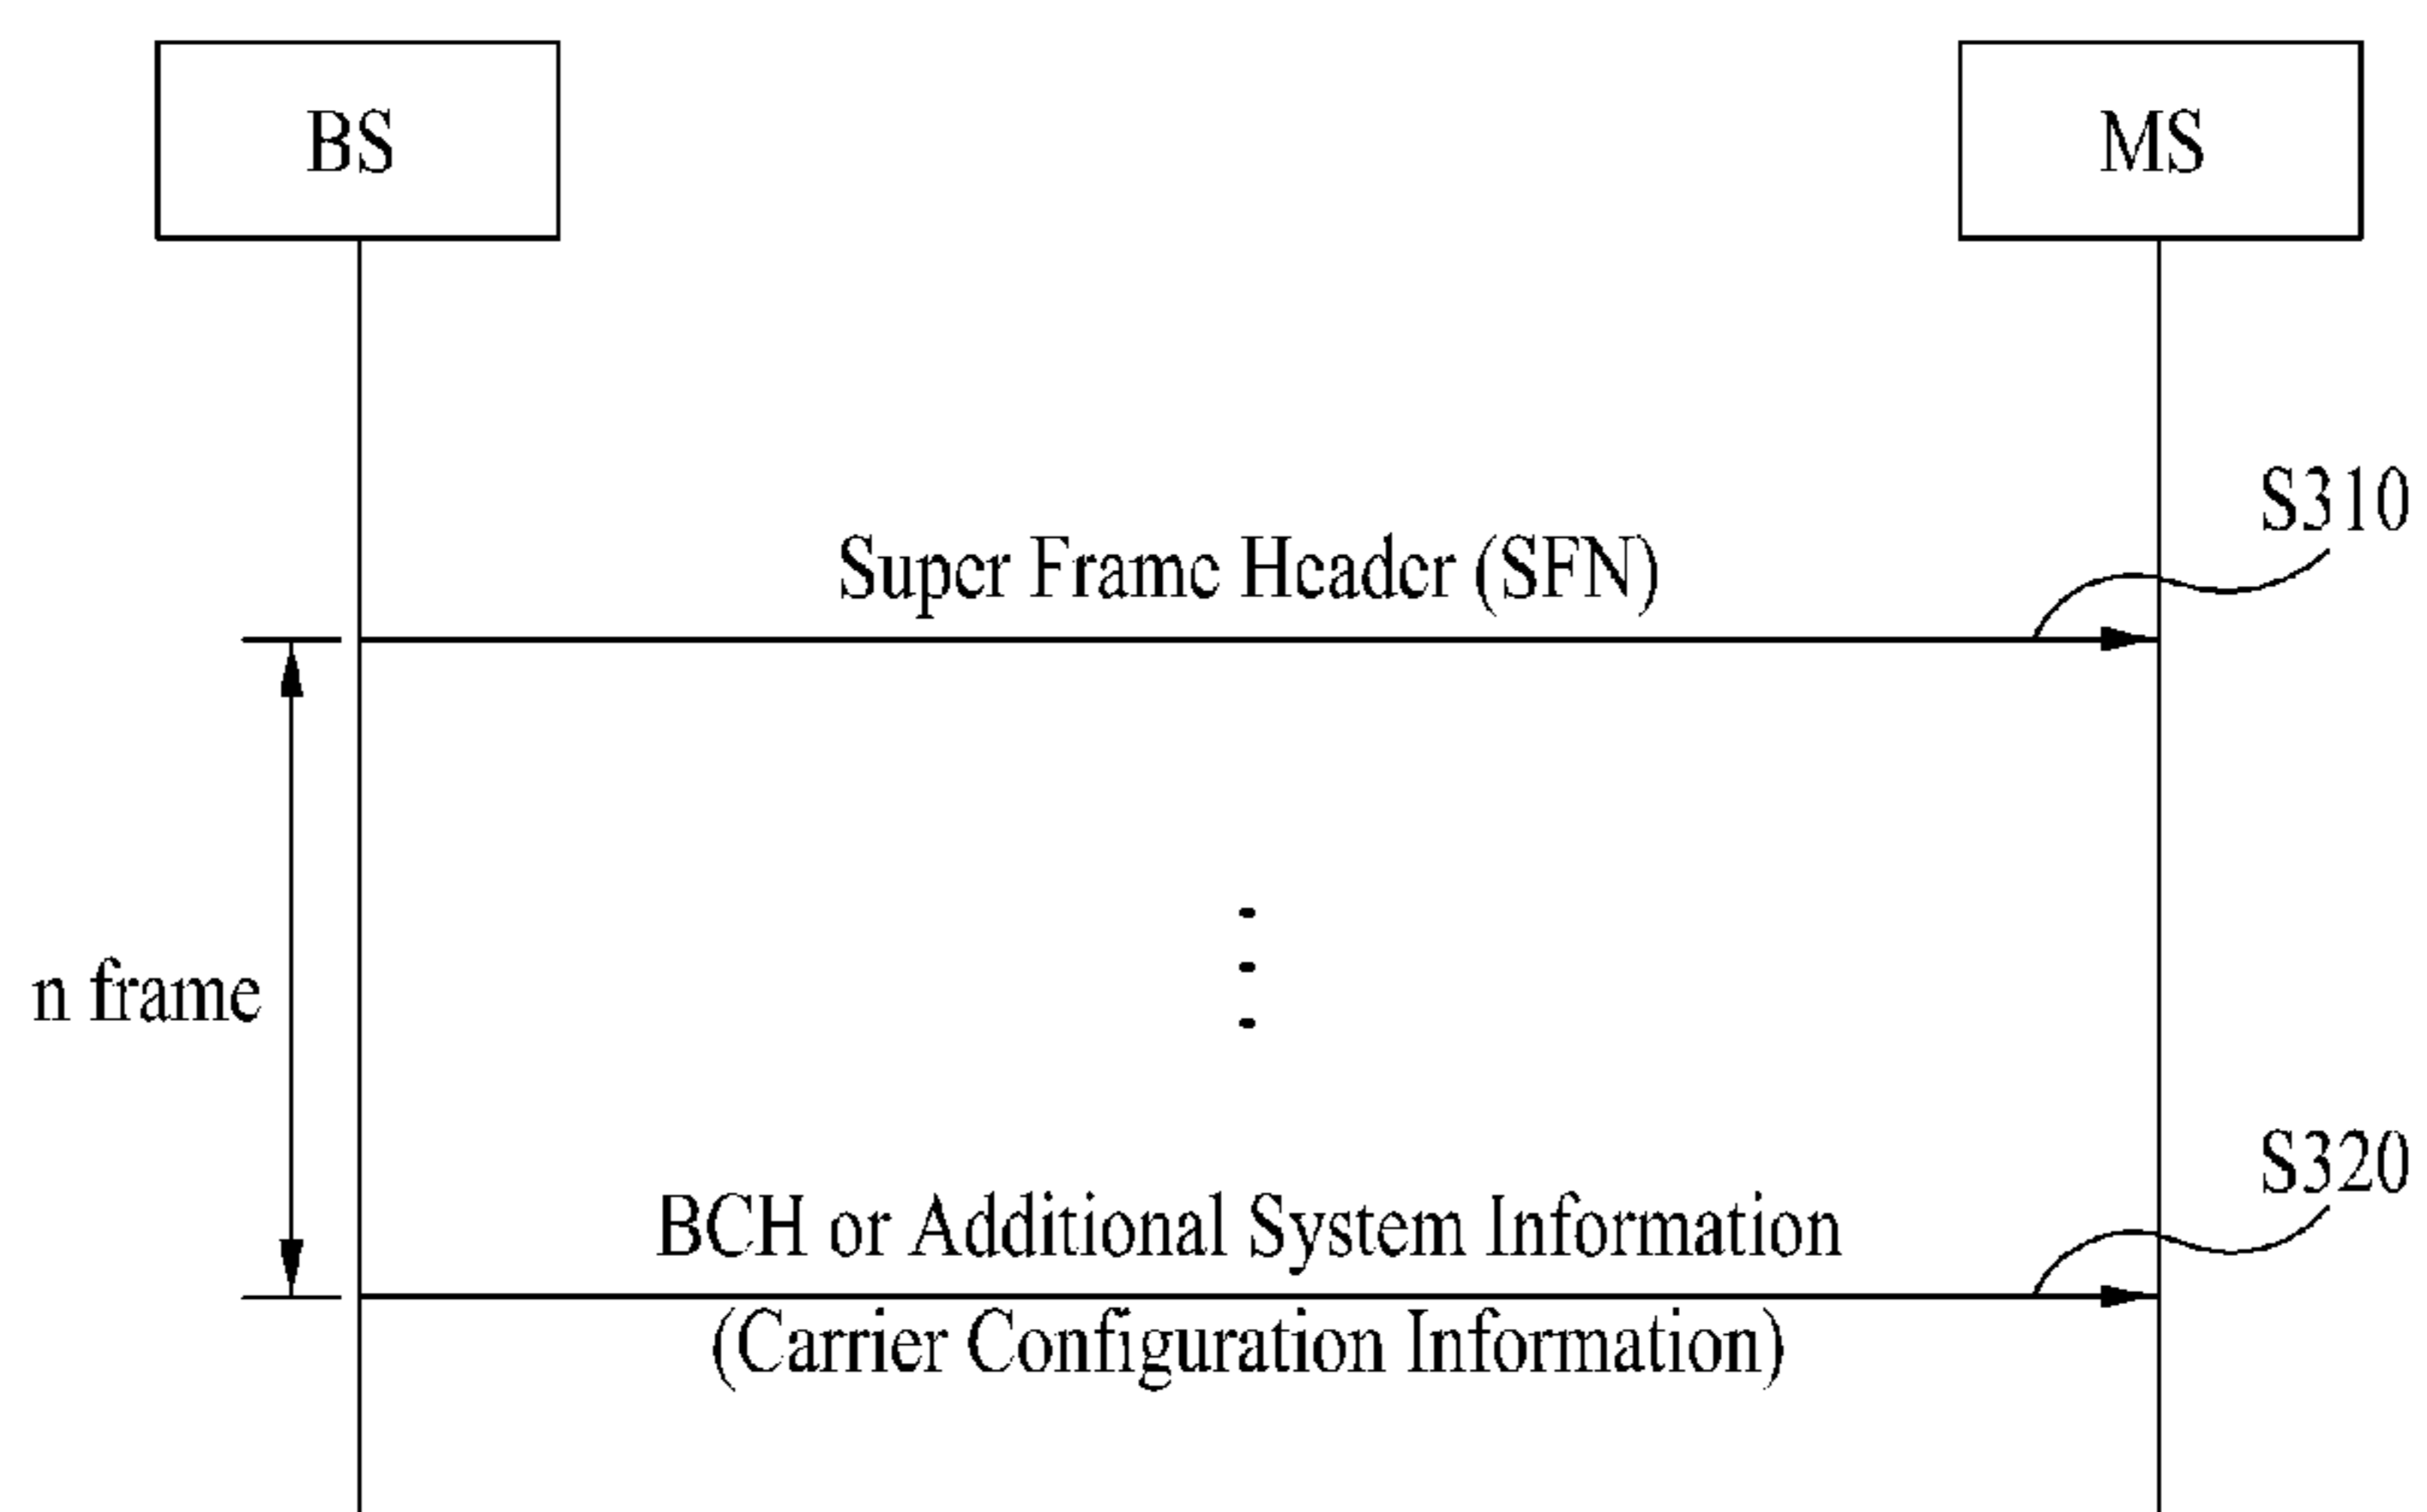 BS
MS
S310
Super Frame Header (SFN)
n frame
S320
BCH or Additional System Information
(Carrier Configuration Information)